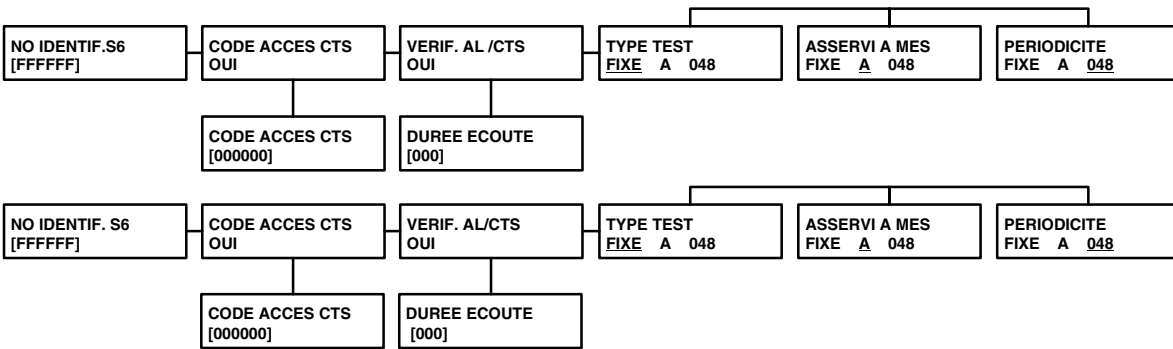 NO IDENTIF.S6
[FFFFFF]
CODE ACCES CTS
OUI
VERIF. AL /CTS
OUI
TYPE TEST
FIXE A 048
ASSERVI A MES
FIXE A 048
PERIODICITE
FIXE A 048
CODE ACCES CTS
[000000]
DUREE ECOUTE
[000]
NO IDENTIF. S6
[FFFFFF]
CODE ACCES CTS
OUI
VERIF. AL/CTS
OUI
TYPE TEST
FIXE A 048
ASSERVI A MES
FIXE A 048
PERIODICITE
FIXE A 048
CODE ACCES CTS
[000000]
DUREE ECOUTE
[000]